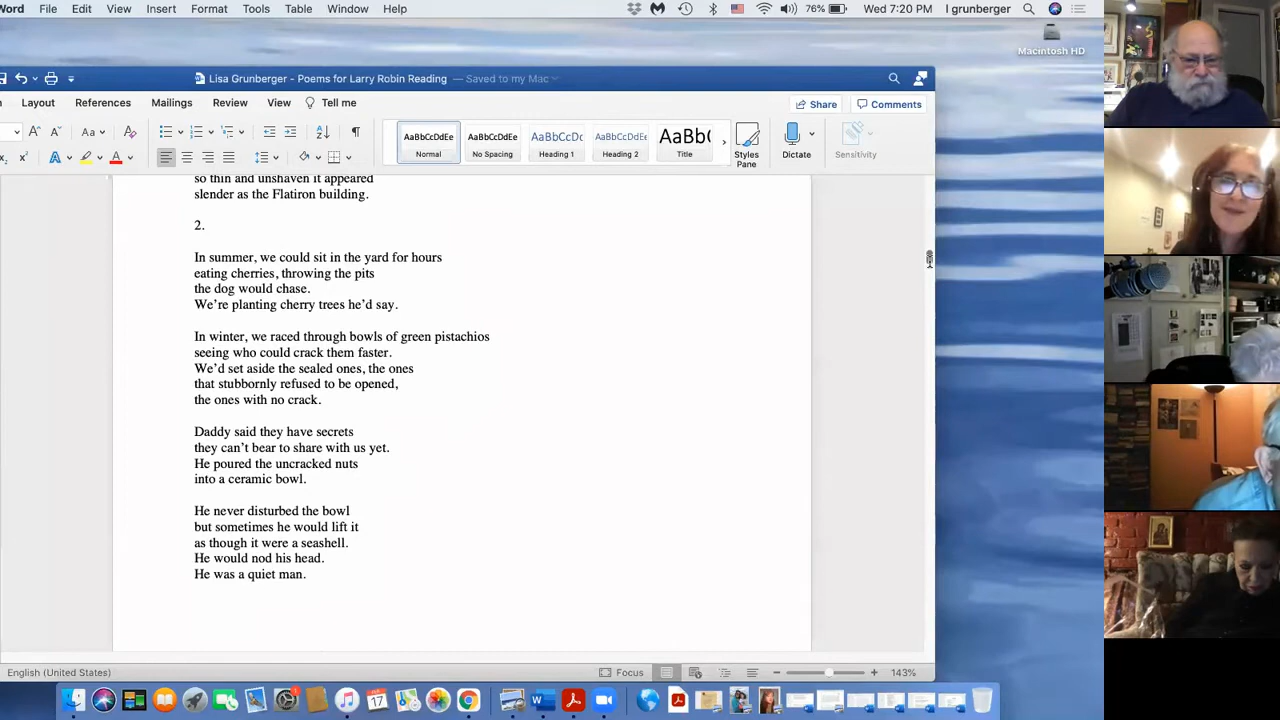 Word File Edit View Insert Format Tools Table Window Help 76% Wed 7:20 PM l grunberger
Macintosh HD
Lisa Grunberger - Poems for Larry Robin Reading — Saved to my Mac
Layout References Mailings Review View Tell me Share Comments
Aa
AaBbCcDdEe AaBbCcDdEe AaBbCcDc AaBbCcDdEe AaBb(
Normal No Spacing Heading 1 Heading 2 Title Styles Pane Dictate Sensitivity
so thin and unshaven it appeared
slender as the Flatiron building.
2.
In summer, we could sit in the yard for hours
eating cherries, throwing the pits
the dog would chase.
We’re planting cherry trees he’d say.
In winter, we raced through bowls of green pistachios
seeing who could crack them faster.
We’d set aside the sealed ones, the ones
that stubbornly refused to be opened,
the ones with no crack.
Daddy said they have secrets
they can’t bear to share with us yet.
He poured the uncracked nuts
into a ceramic bowl.
He never disturbed the bowl
but sometimes he would lift it
as though it were a seashell.
He would nod his head.
He was a quiet man.
English (United States) Focus 143%
17